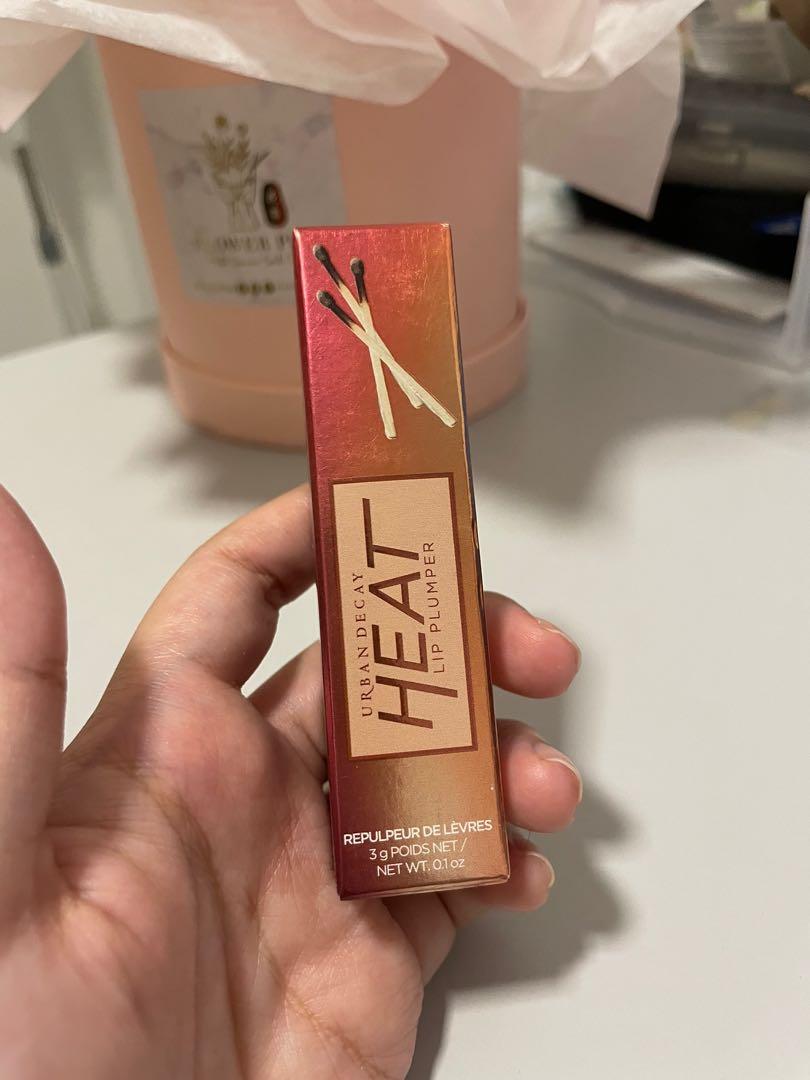 URBAN DECAY
HEAT
LIP PLUMPER
REPULPEUR DE LÈVRES
3 g POIDS NET /
NET WT. 0.1 oz